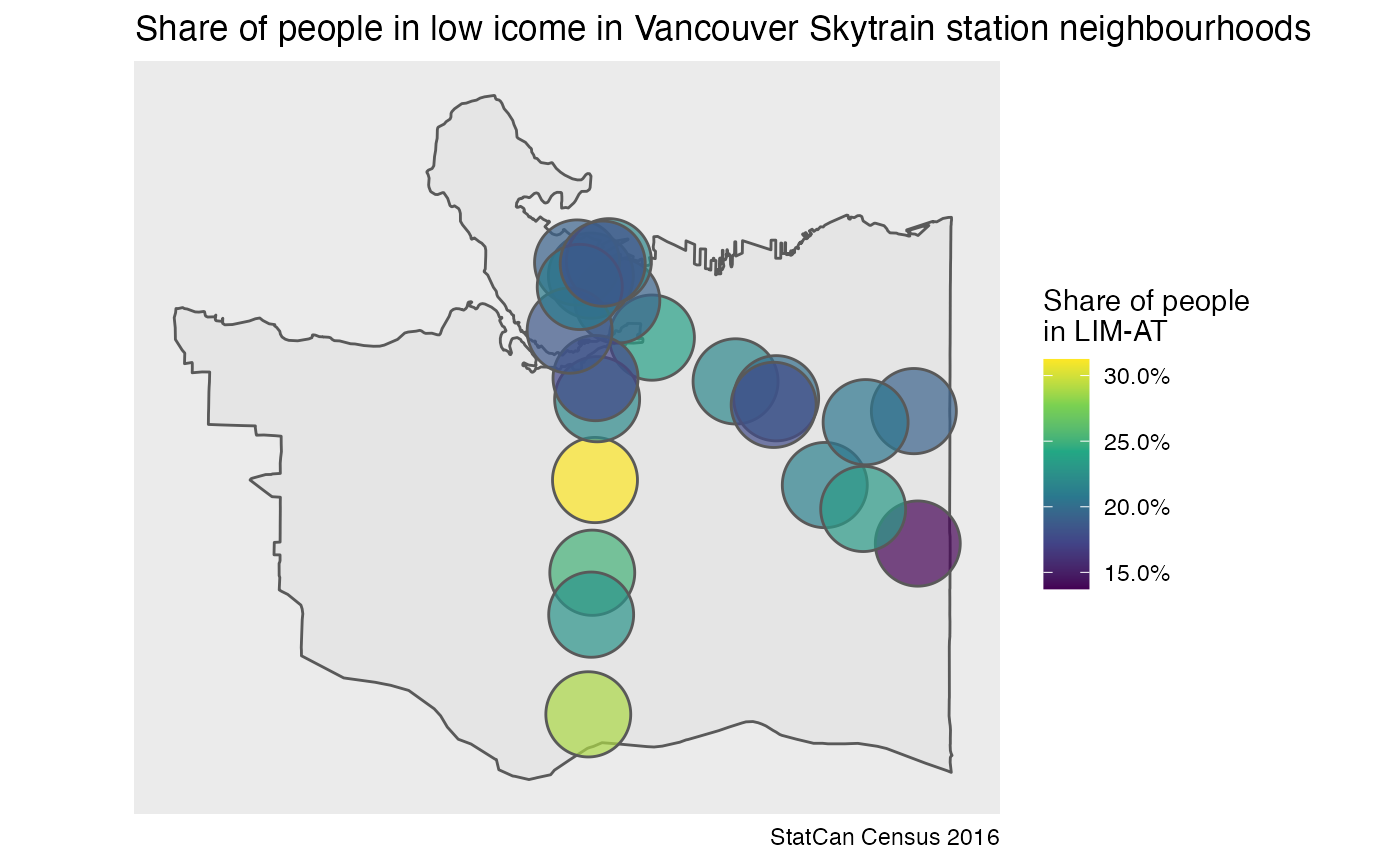 Share of people in low icome in Vancouver Skytrain station neighbourhoods
Share of people
in LIM-AT
30.0%
25.0%
20.0%
15.0%
StatCan Census 2016